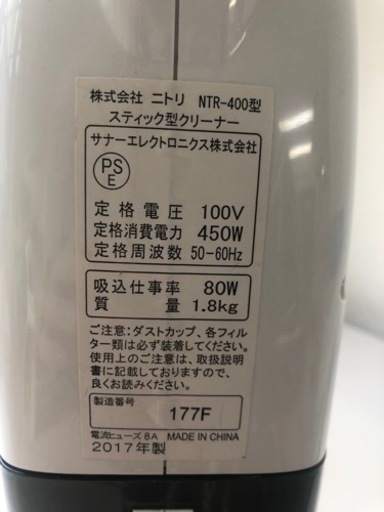 株式会社 ニトリ NTR-400型
スティック型クリーナー
サナーエレクトロニクス株式会社
PS
E
定格電圧 100V
定格消費電力 450W
定格周波数 50-60Hz
吸込仕事率 80W
質量 1.8kg
ご注意:ダストカップ、各フィル
ター類は必ず装着してください。
使用上のご注意は、取扱説明
書に記載してありますので、
良くお読みください。
製造番号 177F
電流ヒューズ8A MADE IN CHINA
2017年製